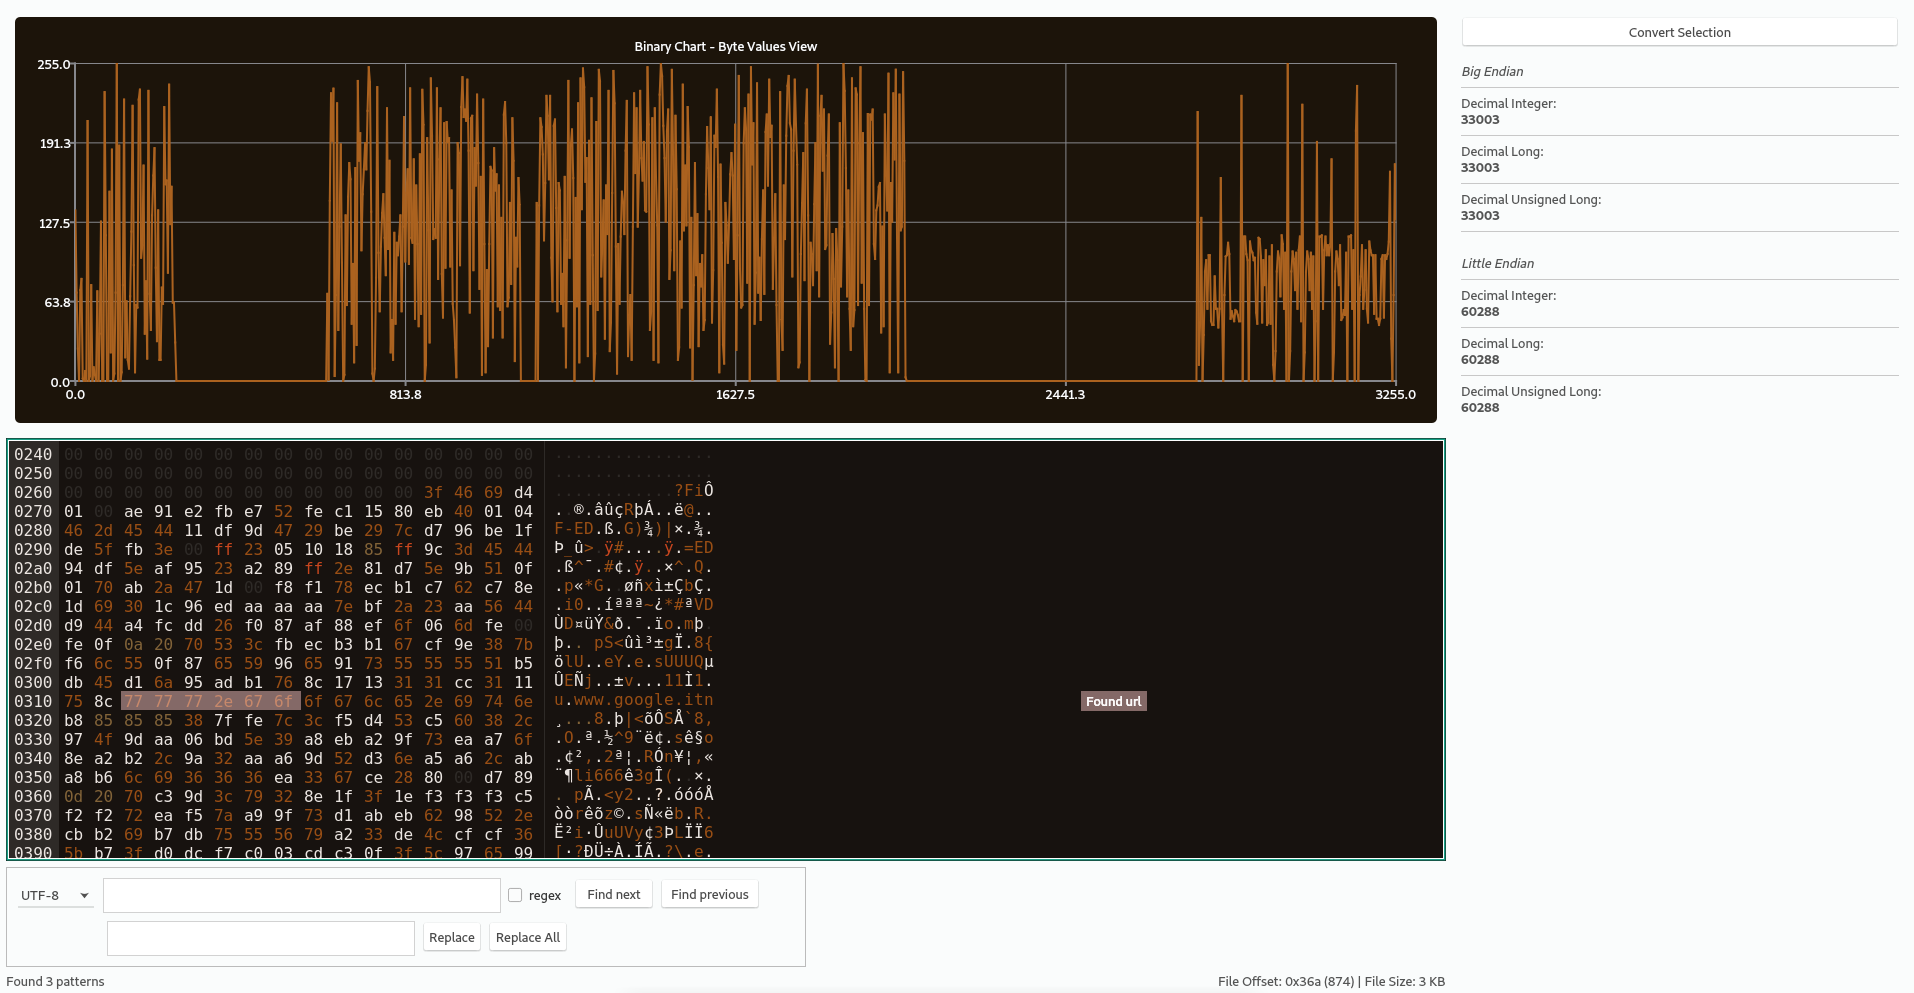 Binary Chart - Byte Values View
255.0
191.3
127.5
63.8
0.0
0.0 813.8 1627.5 2441.3 3255.0
Convert Selection
Big Endian
Decimal Integer:
33003
Decimal Long:
33003
Decimal Unsigned Long:
33003
Little Endian
Decimal Integer:
60288
Decimal Long:
60288
Decimal Unsigned Long:
60288
0240 00 00 00 00 00 00 00 00 00 00 00 00 00 00 00 00 ................
0250 00 00 00 00 00 00 00 00 00 00 00 00 00 00 00 00 ................
0260 00 00 00 00 00 00 00 00 00 00 00 00 3f 46 69 d4 ............?FiÔ
0270 01 00 ae 91 e2 fb e7 52 fe c1 15 80 eb 40 01 04 ..®.âûçRþÁ..ë@..
0280 46 2d 45 44 11 df 9d 47 29 be 29 7c d7 96 be 1f F-ED.ß.G)¾)|×.¾.
0290 de 5f fb 3e 00 ff 23 05 10 18 85 ff 9c 3d 45 44 Þ_û>.ÿ#....ÿ.=ED
02a0 94 df 5e af 95 23 a2 89 ff 2e 81 d7 5e 9b 51 0f .ß^¯.#¢.ÿ..×^.Q.
02b0 01 70 ab 2a 47 1d 00 f8 f1 78 ec b1 c7 62 c7 8e .p«*G..øñxì±ÇbÇ.
02c0 1d 69 30 1c 96 ed aa aa aa 7e bf 2a 23 aa 56 44 .i0..íªªª~¿*#ªVD
02d0 d9 44 a4 fc dd 26 f0 87 af 88 ef 6f 06 6d fe 00 ÙD¤üÝ&ð.¯.ïo.mþ.
02e0 fe 0f 0a 20 70 53 3c fb ec b3 b1 67 cf 9e 38 7b þ.. pS<ûì³±gÏ.8{
02f0 f6 6c 55 0f 87 65 59 96 65 91 73 55 55 55 51 b5 ölU..eY.e.sUUUQµ
0300 db 45 d1 6a 95 ad b1 76 8c 17 13 31 31 cc 31 11 ÛEÑj..±v...11Ì1.
0310 75 8c 77 77 77 2e 67 6f 6f 67 6c 65 2e 69 74 6e u.www.google.itn
0320 b8 85 85 85 38 7f fe 7c 3c f5 d4 53 c5 60 38 2c ¸...8.þ|<õÔSÅ`8,
0330 97 4f 9d aa 06 bd 5e 39 a8 eb a2 9f 73 ea a7 6f .O.ª.½^9¨ë¢.sê§o
0340 8e a2 b2 2c 9a 32 aa a6 9d 52 d3 6e a5 a6 2c ab .¢²,.2ª¦.RÓn¥¦,«
0350 a8 b6 6c 69 36 36 36 ea 33 67 ce 28 80 00 d7 89 ¨¶li666ê3gÎ(..×.
0360 0d 20 70 c3 9d 3c 79 32 8e 1f 3f 1e f3 f3 f3 c5 . pÃ.<y2..?.óóóÅ
0370 f2 f2 72 ea f5 7a a9 9f 73 d1 ab eb 62 98 52 2e òòrêõz©.sÑ«ëb.R.
0380 cb b2 69 b7 db 75 55 56 79 a2 33 de 4c cf cf 36 Ë²i·ÛuUVy¢3ÞLÏÏ6
0390 5b b7 3f d0 dc f7 c0 03 cd c3 0f 3f 5c 97 65 99 [·?ÐÜ÷À.ÍÃ.?\.e.
Found url
UTF-8
regex
Find next
Find previous
Replace
Replace All
Found 3 patterns
File Offset: 0x36a (874) | File Size: 3 KB